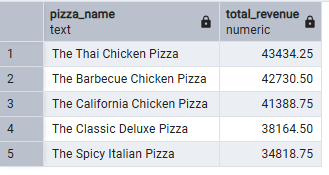 pizza_name total_revenue
text numeric
1 The Thai Chicken Pizza 43434.25
2 The Barbecue Chicken Pizza 42730.50
3 The California Chicken Pizza 41388.75
4 The Classic Deluxe Pizza 38164.50
5 The Spicy Italian Pizza 34818.75